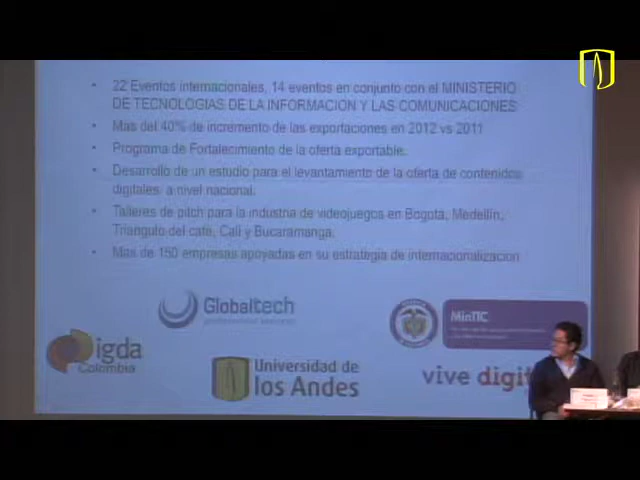 22 Eventos internacionales, 14 eventos en conjunto con el MINISTERIO
DE TECNOLOGIAS DE LA INFORMACION Y LAS COMUNICACIONES
Mas del 40% de incremento de las exportaciones en 2012 vs 2011
Programa de Fortalecimiento de la oferta exportable.
Desarrollo de un estudio para el levantamiento de la oferta de contenidos
digitales, a nivel nacional.
Talleres de pitch para la industria de videojuegos en Bogota, Medellin,
Triangulo del café, Cali y Bucaramanga.
Mas de 150 empresas apoyadas en su estrategia de internacionalizacion
Globaltech
MinTIC
igda
Colombia
Universidad de
los Andes
vive digit